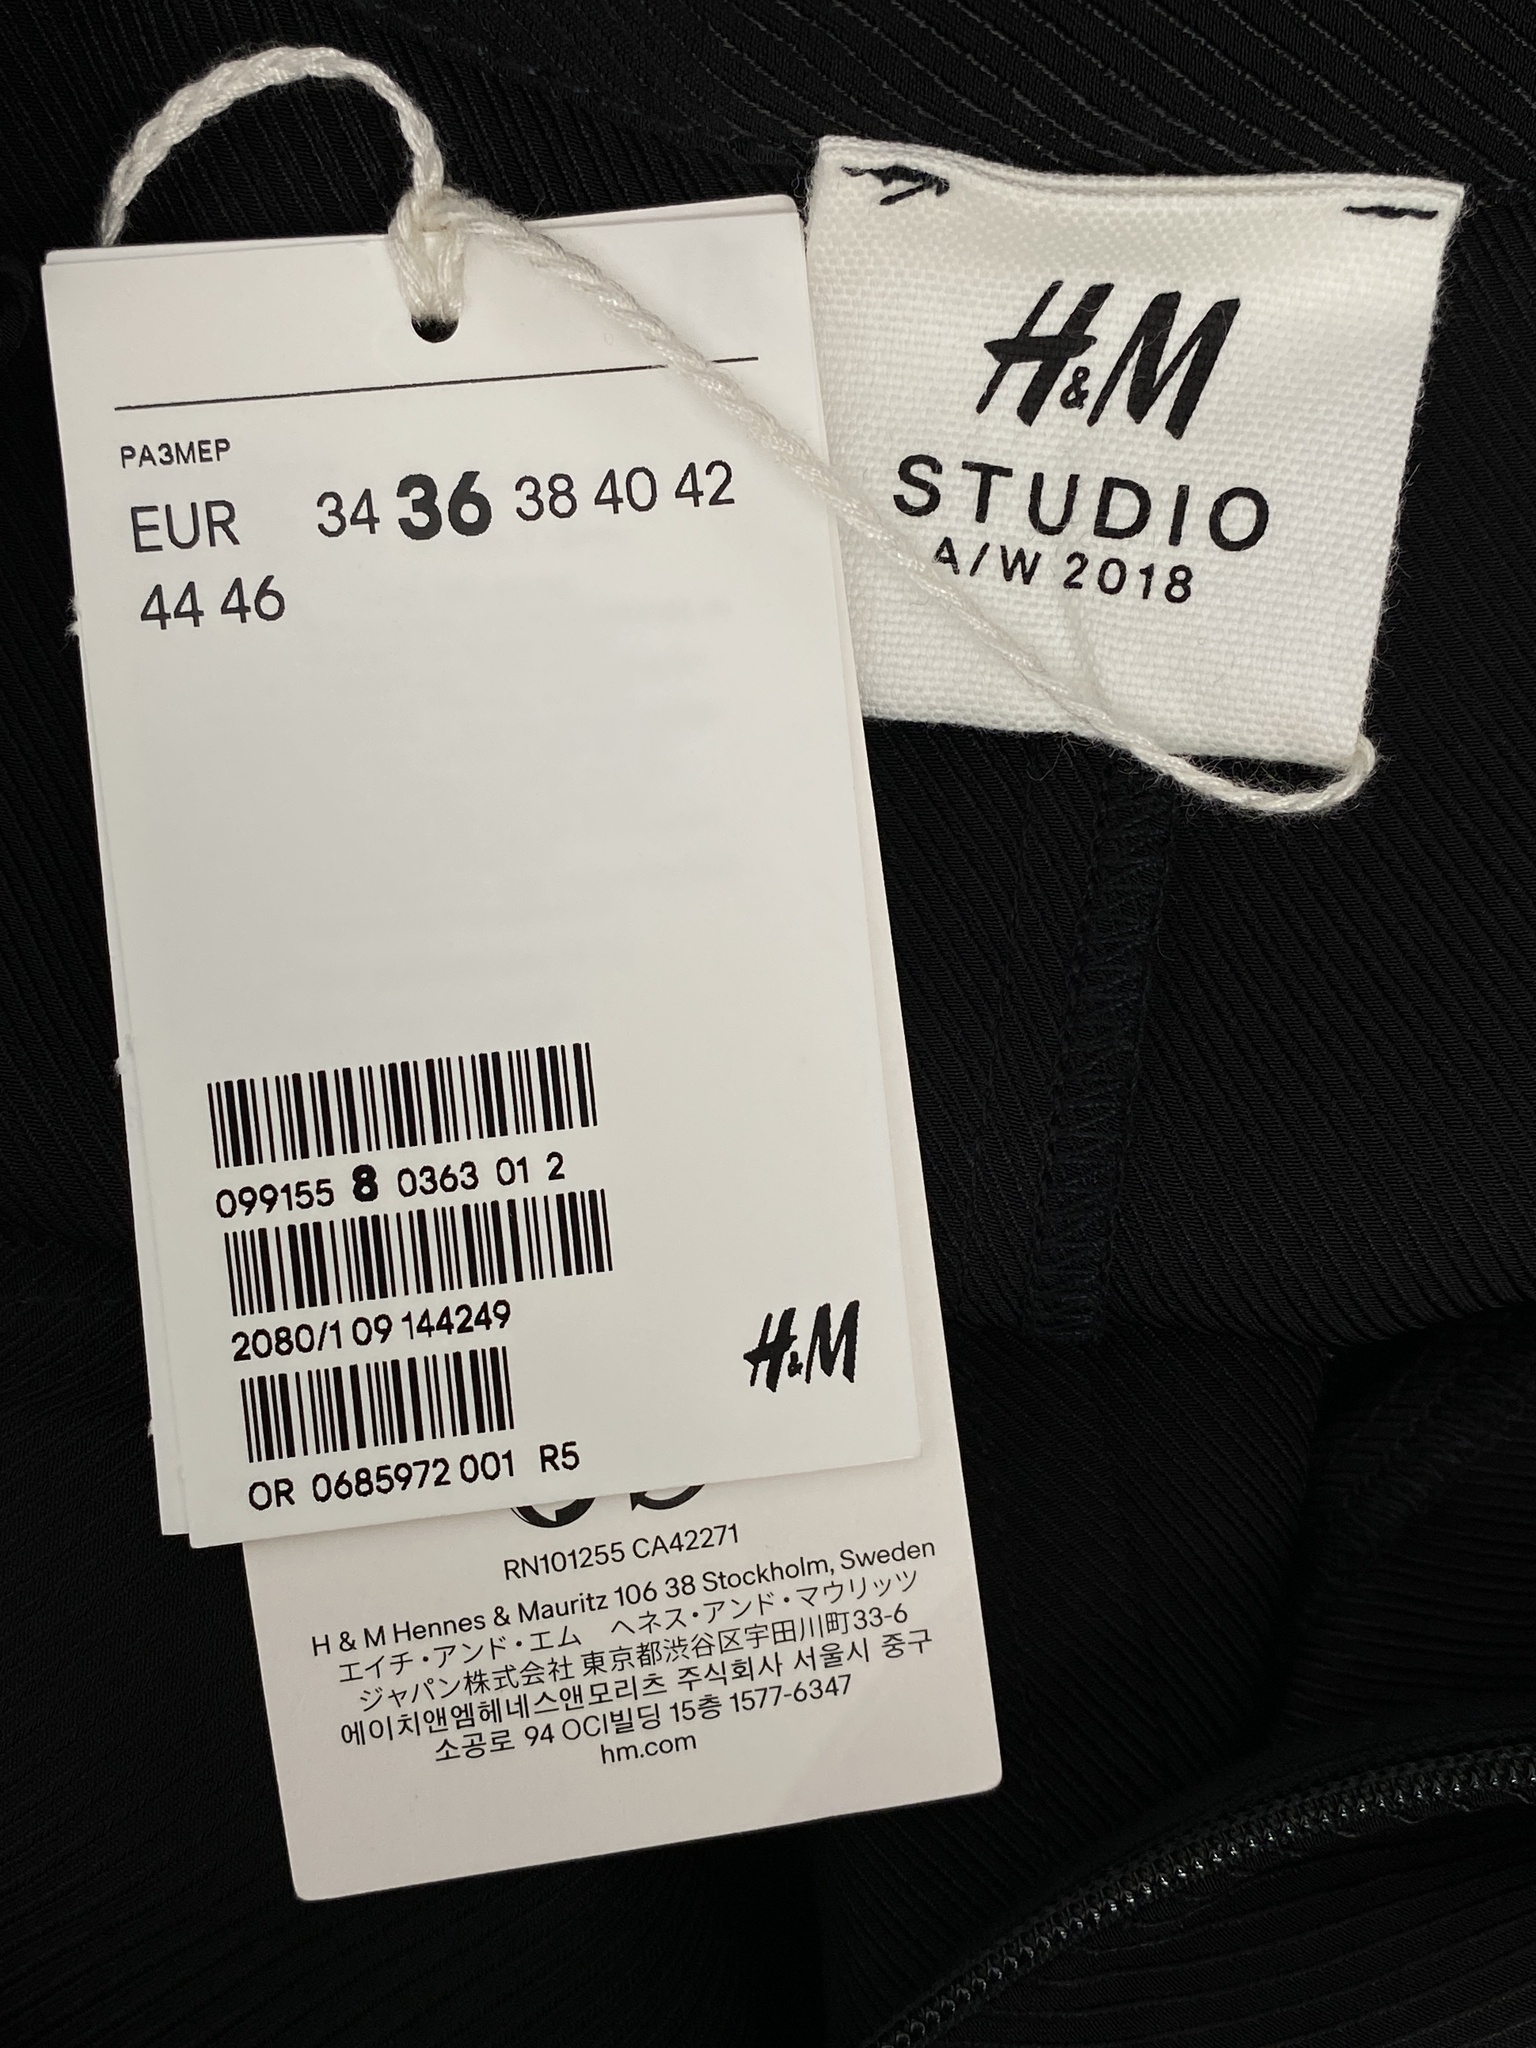 РАЗМЕР
EUR 34 36 38 40 42
44 46
099155 8 0363 01 2
2080/1 09 144249
OR 0685972 001 R5
H&M
RN101255 CA42271
H & M Hennes & Mauritz 106 38 Stockholm, Sweden
エイチ・アンド・エム ヘネス・アンド・マウリッツ
ジャパン株式会社 東京都渋谷区宇田川町33-6
에이치앤엠헤네스앤모리츠 주식회사 서울시 중구
소공로 94 OCI빌딩 15층 1577-6347
hm.com
H&M
STUDIO
A/W 2018